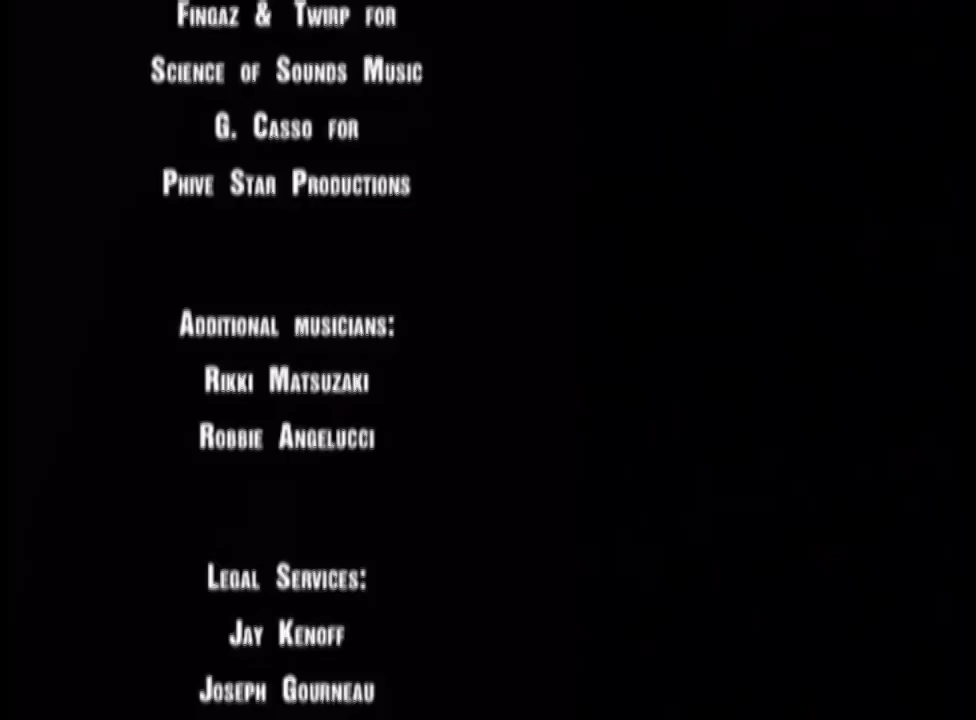 Fingaz & Twirp for
Science of Sounds Music
G. Casso for
Phive Star Productions
Additional musicians:
Rikki Matsuzaki
Robbie Angelucci
Legal Services:
Jay Kenoff
Joseph Gourneau